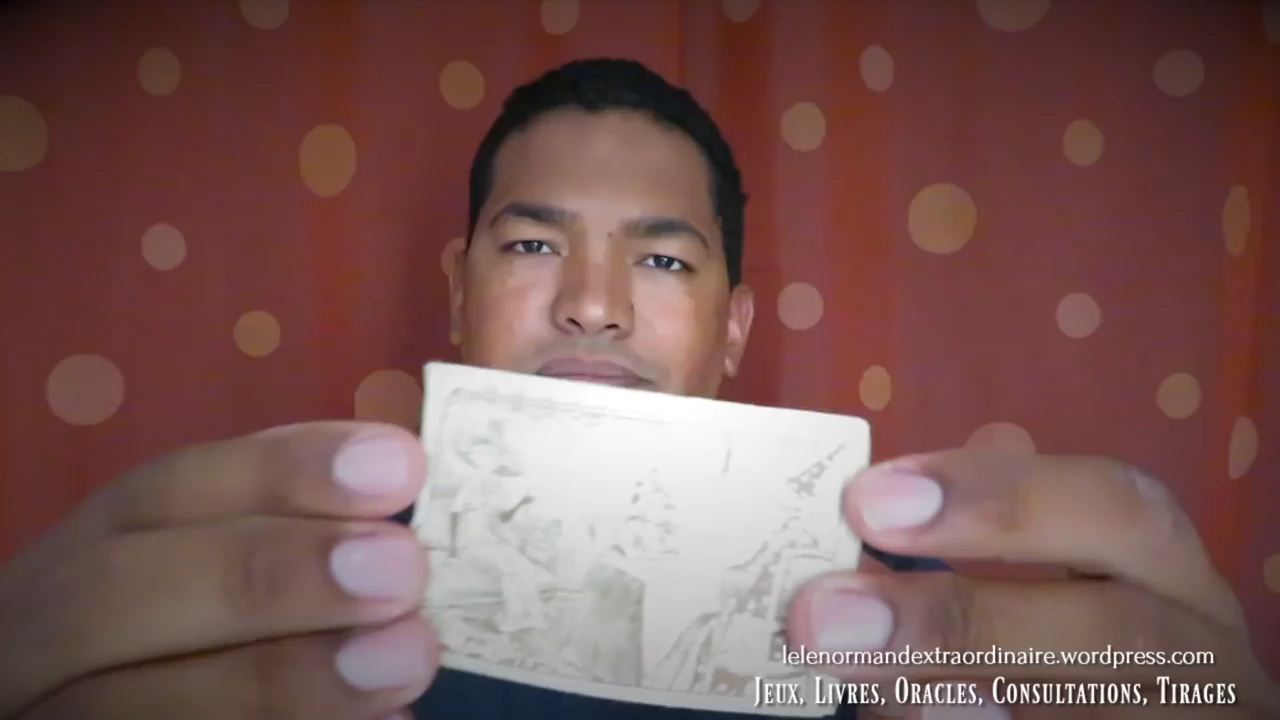 lelenormandextraordinaire.wordpress.com
Jeux, Livres, Oracles, Consultations, Tirages